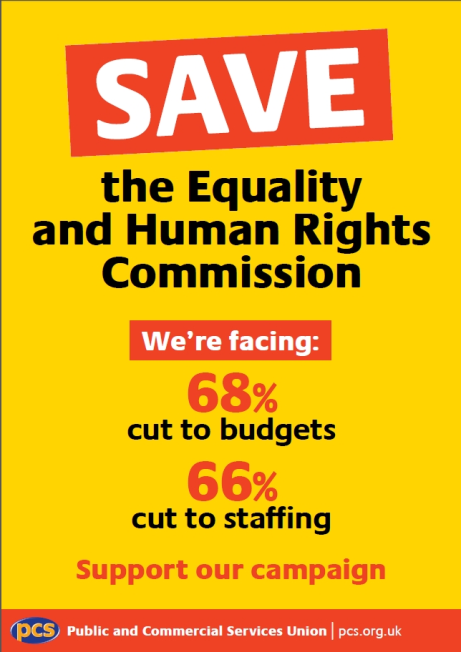 SAVE
the Equality
and Human Rights
Commission
We're facing:
68%
cut to budgets
66%
cut to staffing
Support our campaign
pcs Public and Commercial Services Union | pcs.org.uk